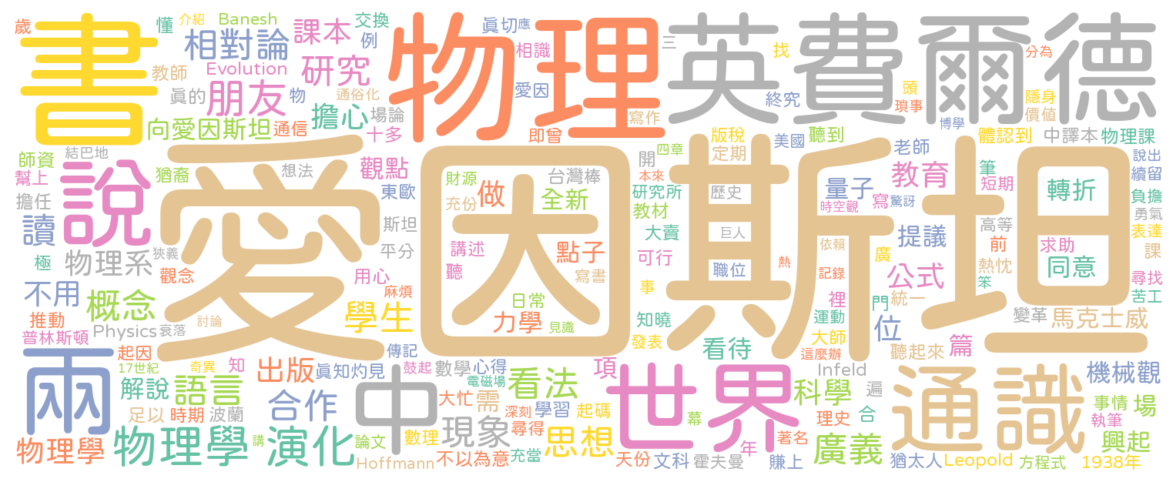 歲 介紹 懂 Banesh 交換 例 真切 應 三 找 分為
書 相對論 課本 物理 相識 英費爾德
教師 Evolution 研究 愛因 頭 隱身
真的 物 朋友 通俗化 擔心 場論 寫作 終究 瑣事 價值
向愛因斯坦 通信 十多 即曾 版稅 美國 聽到 博學 體認到 中譯本 物理課
師資 結巴地 想法 觀點 財源 台灣棒 開 四章 定期 老師 筆 說出
幫上 說 猶裔 愛因斯坦 東歐 充份 做 全新 本來 研究所 歷史 量子 教育 短期 轉折 續留
擔任 讀 斯坦 教材 時空觀 寫 驚訝 負擔
極 物理系 狹義 平分 講述 點子 大賣 巨人 提議 高等 勇氣
觀念 聽 寫書 可行 依賴 廣 前 求助 表達
不用 概念 用心 日常 事 職位 熱 記錄 公式 熱忱 同意 課
推動 學生 麻煩 力學 見識 知曉 裡 門 統一 笨 尋找
普林斯頓 Physics 衰落 討論 發表 運動 位 變革 馬克士威 苦工
起因 奇異 傳記 鼓起 看待 大師 聽起來 篇
兩 17世紀 知 出版 真知灼見 數學 心得 項 這麼辦 Infeld 機械觀
解說 語言 中 電磁場 看法 世界 科學 遍 通識 事情 場
足以 時期 波蘭 合作 大忙 需 深刻 學習 起碼 幕 理史 合 執筆
物理學 物理學 講 演化 論文 數理 現象 尋得 思想 年 著名 廣義 興起
Hoffmann 不以為意 充當 天份 文科 霍夫曼 賺上 猶太人 Leopold 方程式 1938年